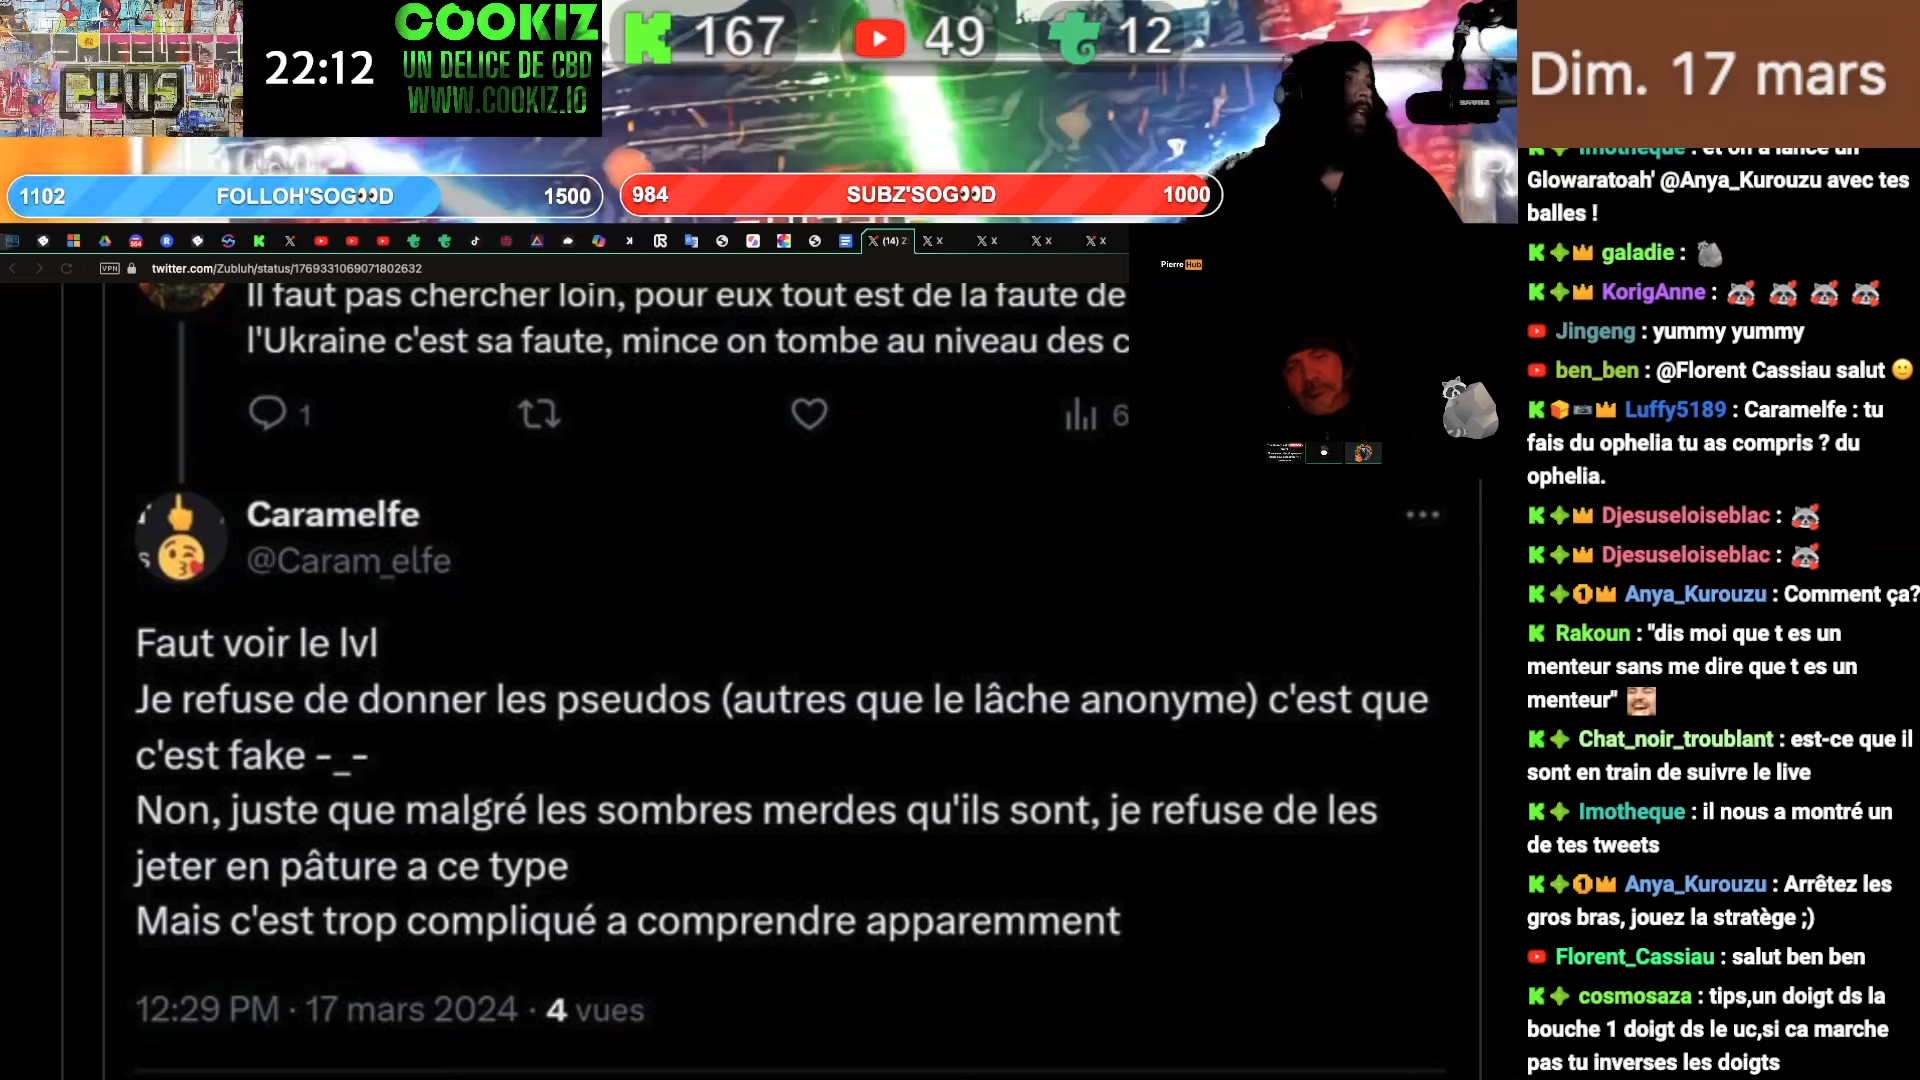 22:12
COOKIZ
UN DELICE DE CBD
WWW.COOKIZ.IO
167
49
12
Dim. 17 mars
1102
FOLLOH'SOG👀D
1500
984
SUBZ'SOG👀D
1000
twitter.com/Zubluh/status/1769331069071802632
VPN
PierreHub
Il faut pas chercher loin, pour eux tout est de la faute de
l'Ukraine c'est sa faute, mince on tombe au niveau des c
1
6
Caramelfe
@Caram_elfe
Faut voir le lvl
Je refuse de donner les pseudos (autres que le lâche anonyme) c'est que
c'est fake -_-
Non, juste que malgré les sombres merdes qu'ils sont, je refuse de les
jeter en pâture a ce type
Mais c'est trop compliqué a comprendre apparemment
12:29 PM · 17 mars 2024 · 4 vues
Imotheque : et on a lancé un
Glowaratoah' @Anya_Kurouzu avec tes
balles !
galadie :
KorigAnne :
Jingeng : yummy yummy
ben_ben : @Florent Cassiau salut 🙂
Luffy5189 : Caramelfe : tu
fais du ophelia tu as compris ? du
ophelia.
Djesuseloiseblac :
Djesuseloiseblac :
Anya_Kurouzu : Comment ça?
Rakoun : "dis moi que t es un
menteur sans me dire que t es un
menteur"
Chat_noir_troublant : est-ce que il
sont en train de suivre le live
Imotheque : il nous a montré un
de tes tweets
Anya_Kurouzu : Arrêtez les
gros bras, jouez la stratège ;)
Florent_Cassiau : salut ben ben
cosmosaza : tips,un doigt ds la
bouche 1 doigt ds le uc,si ca marche
pas tu inverses les doigts